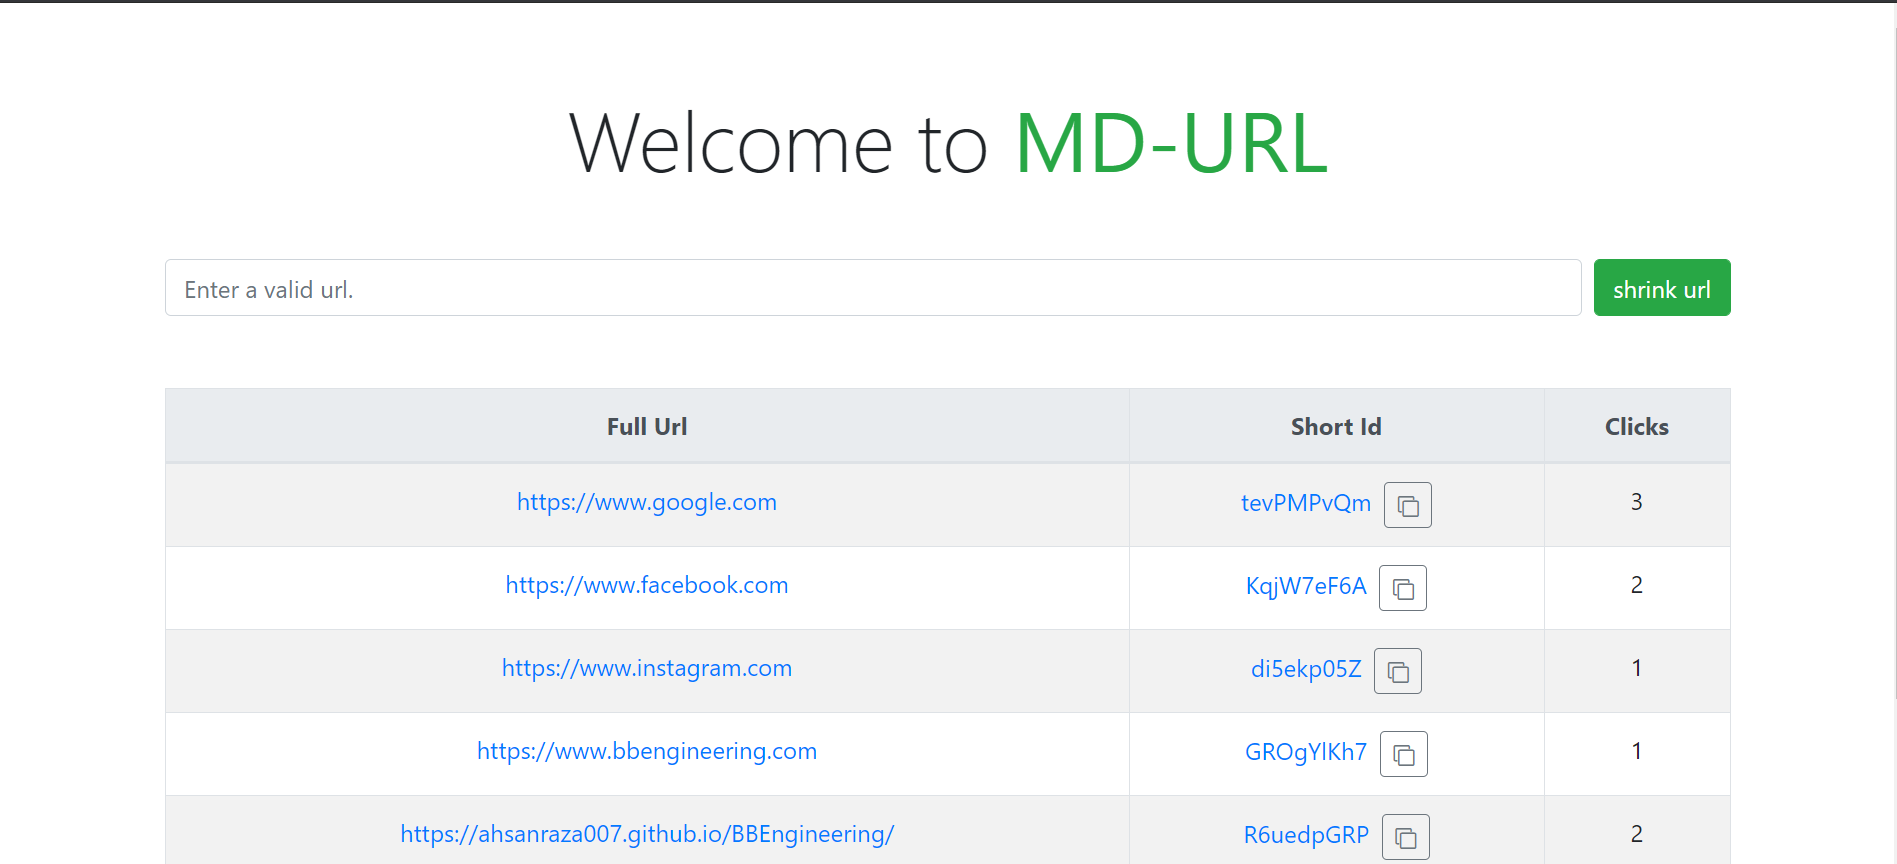 Welcome to MD-URL
Enter a valid url.
shrink url
Full Url Short Id Clicks
https://www.google.com tevPMPvQm 3
https://www.facebook.com KqjW7eF6A 2
https://www.instagram.com di5ekp05Z 1
https://www.bbengineering.com GROgYlKh7 1
https://ahsanraza007.github.io/BBEngineering/ R6uedpGRP 2